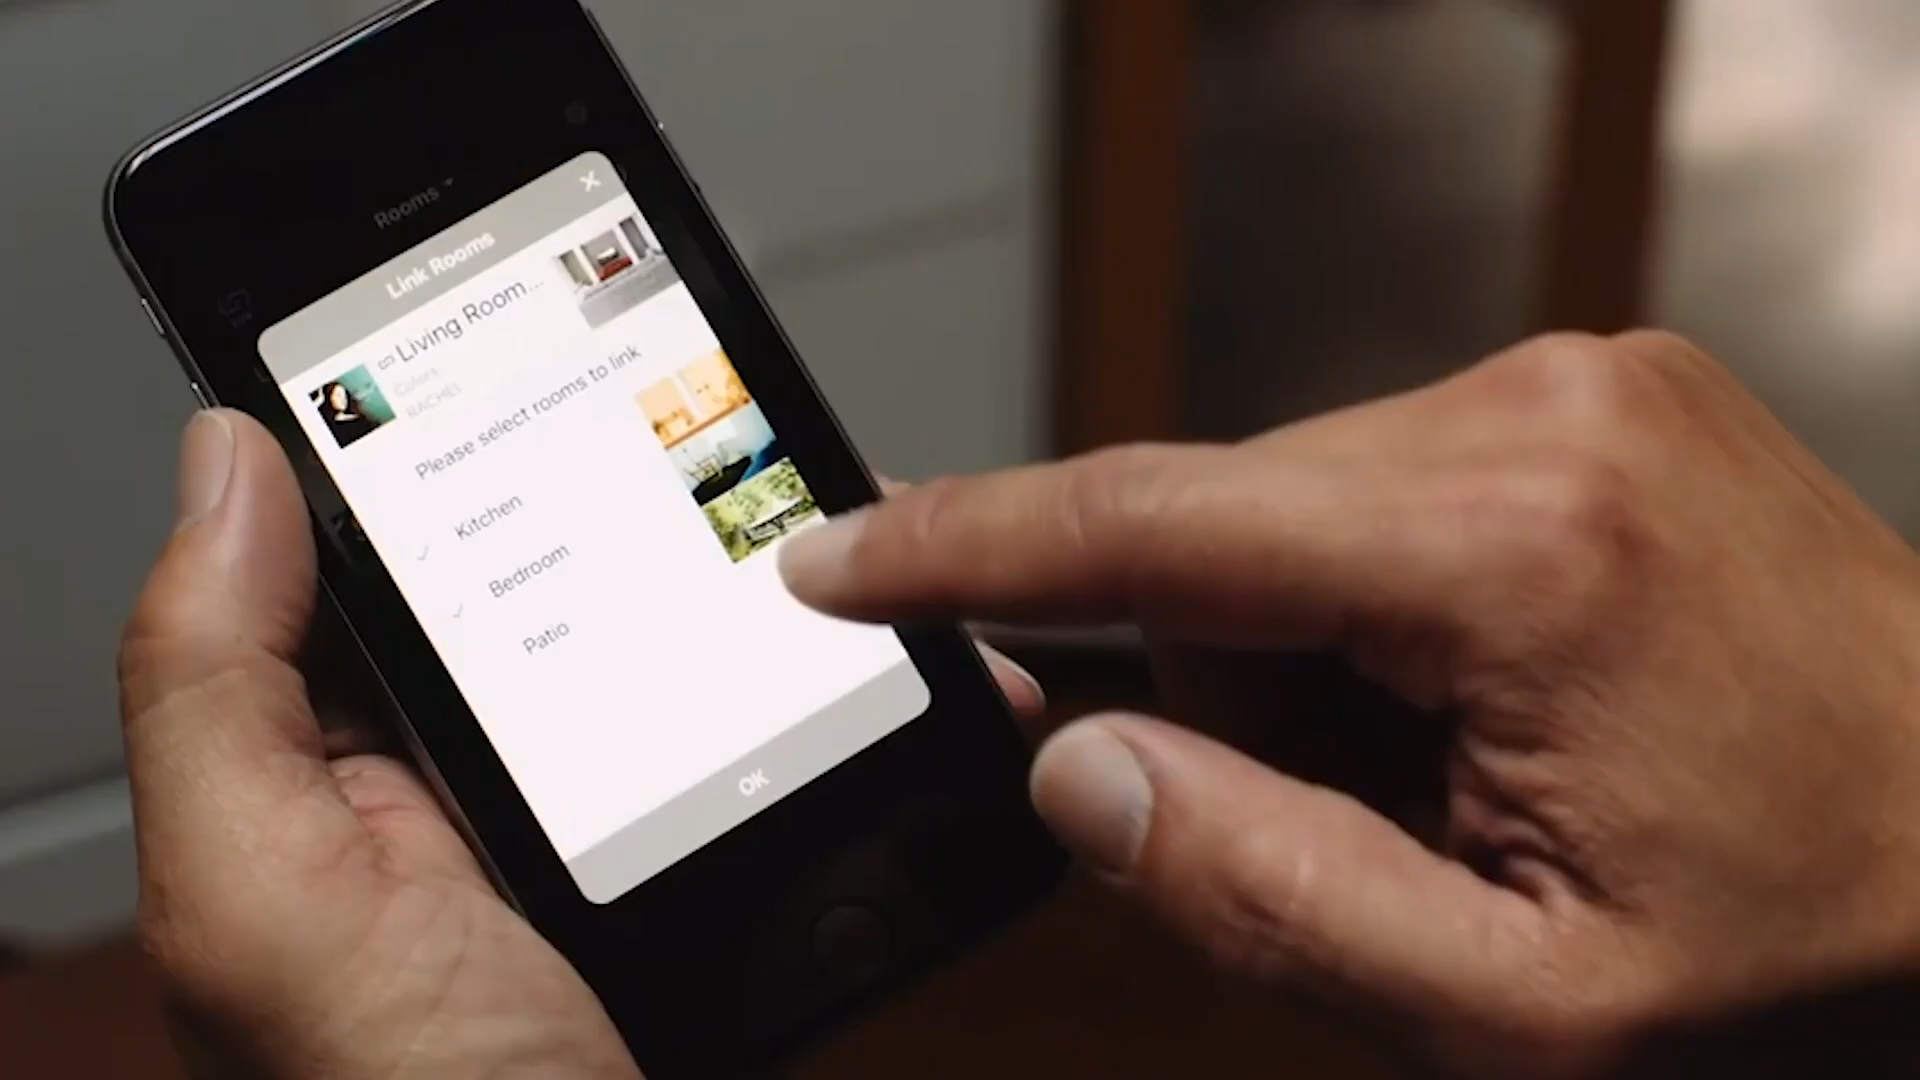 Rooms
Link Rooms
Living Room...
Colors
RACHEL
Please select rooms to link
Kitchen
Bedroom
Patio
OK